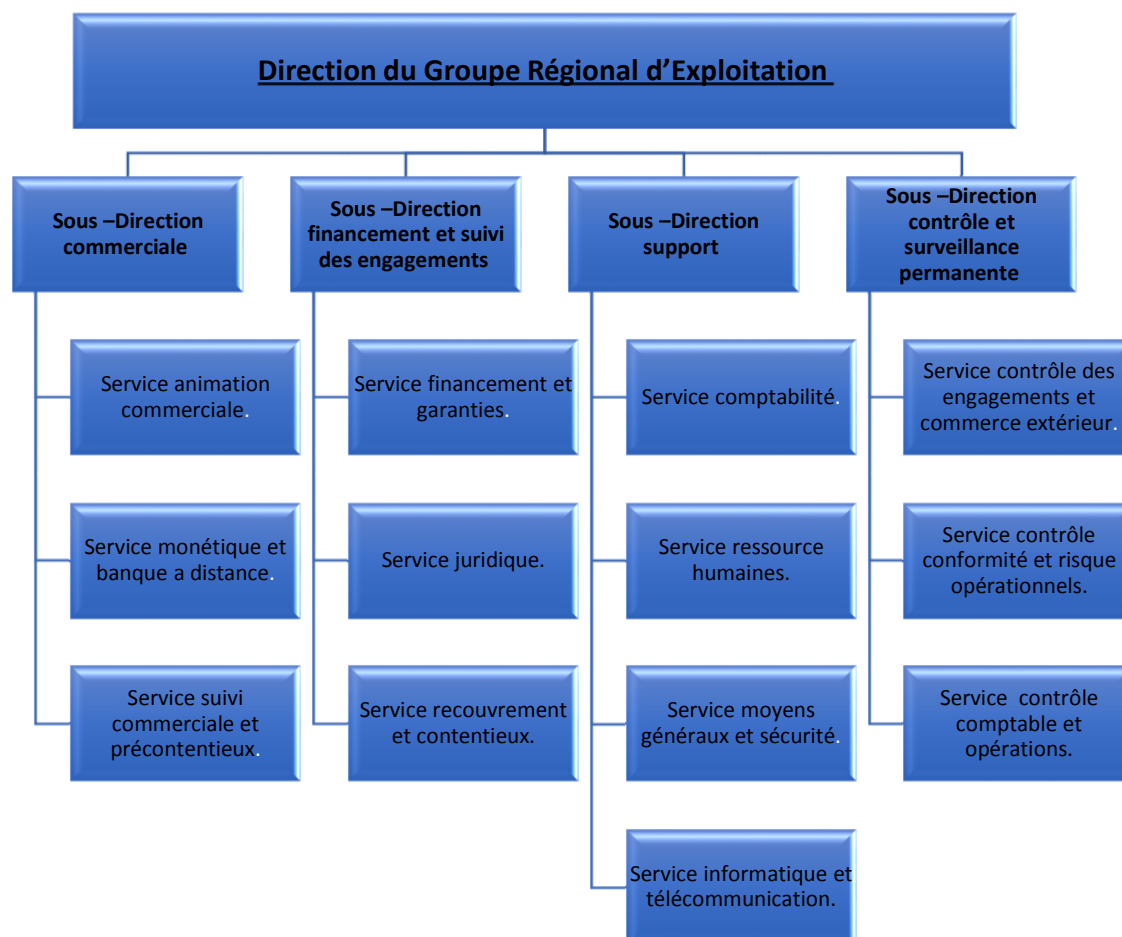 Direction du Groupe Régional d’Exploitation
Sous –Direction
commerciale
Service animation
commerciale.
Service monétique et
banque a distance.
Service suivi
commerciale et
précontentieux.
Sous –Direction
financement et suivi
des engagements
Service financement et
garanties.
Service juridique.
Service recouvrement
et contentieux.
Sous –Direction
support
Service comptabilité.
Service ressource
humaines.
Service moyens
généraux et sécurité.
Service informatique et
télécommunication.
Sous –Direction
contrôle et
surveillance
permanente
Service contrôle des
engagements et
commerce extérieur.
Service contrôle
conformité et risque
opérationnels.
Service  contrôle
comptable et
opérations.